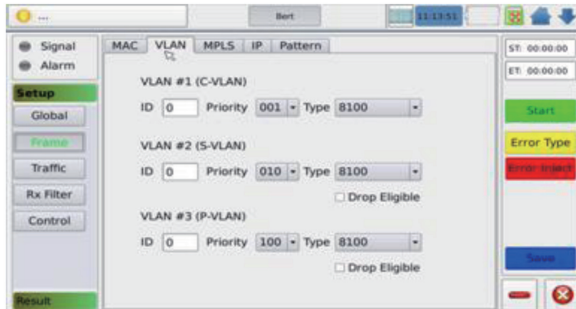 ... Bert 11:13:51
Signal
Alarm
Setup
Global
Frame
Traffic
Rx Filter
Control
Result
MAC VLAN MPLS IP Pattern
VLAN #1 (C-VLAN)
ID 0 Priority 001 Type 8100
VLAN #2 (S-VLAN)
ID 0 Priority 010 Type 8100
Drop Eligible
VLAN #3 (P-VLAN)
ID 0 Priority 100 Type 8100
Drop Eligible
ST: 00:00:00
ET: 00:00:00
Start
Error Type
Error Inject
Save